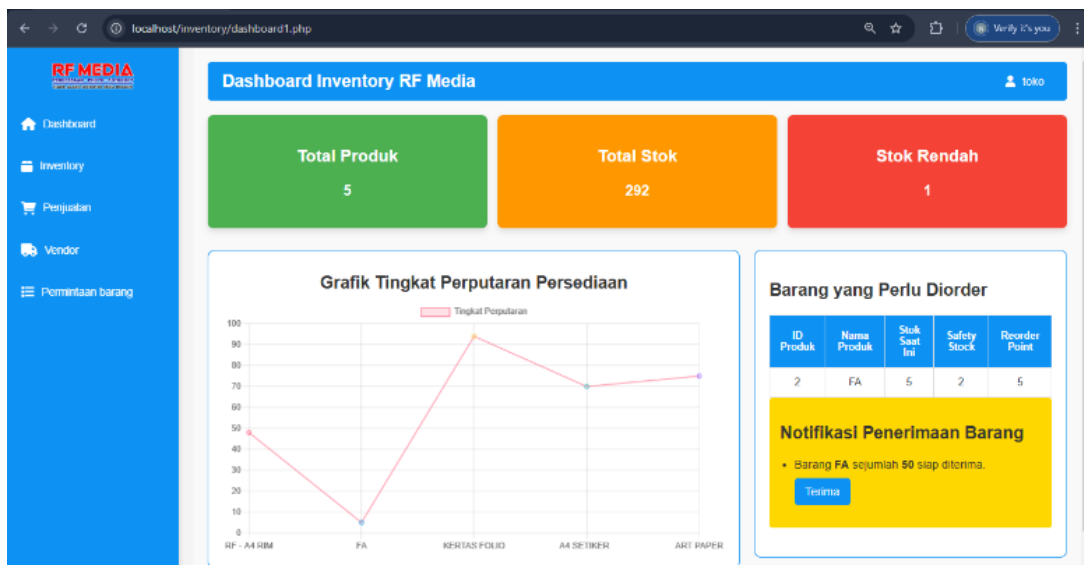 localhost/inventory/dashboard1.php
Verify it's you
RF MEDIA
Dashboard Inventory RF Media
toko
Dashboard
Inventory
Penjualan
Vendor
Permintaan barang
Total Produk
5
Total Stok
292
Stok Rendah
1
Grafik Tingkat Perputaran Persediaan
Tingkat Perputaran
100
90
80
70
60
50
40
30
20
10
0
RF - A4 RIM FA KERTAS FOLIO A4 SETIKER ART PAPER
Barang yang Perlu Diorder
ID Produk Nama Produk Stok Saat Ini Safety Stock Reorder Point
2 FA 5 2 5
Notifikasi Penerimaan Barang
• Barang FA sejumlah 50 siap diterima.
Terima